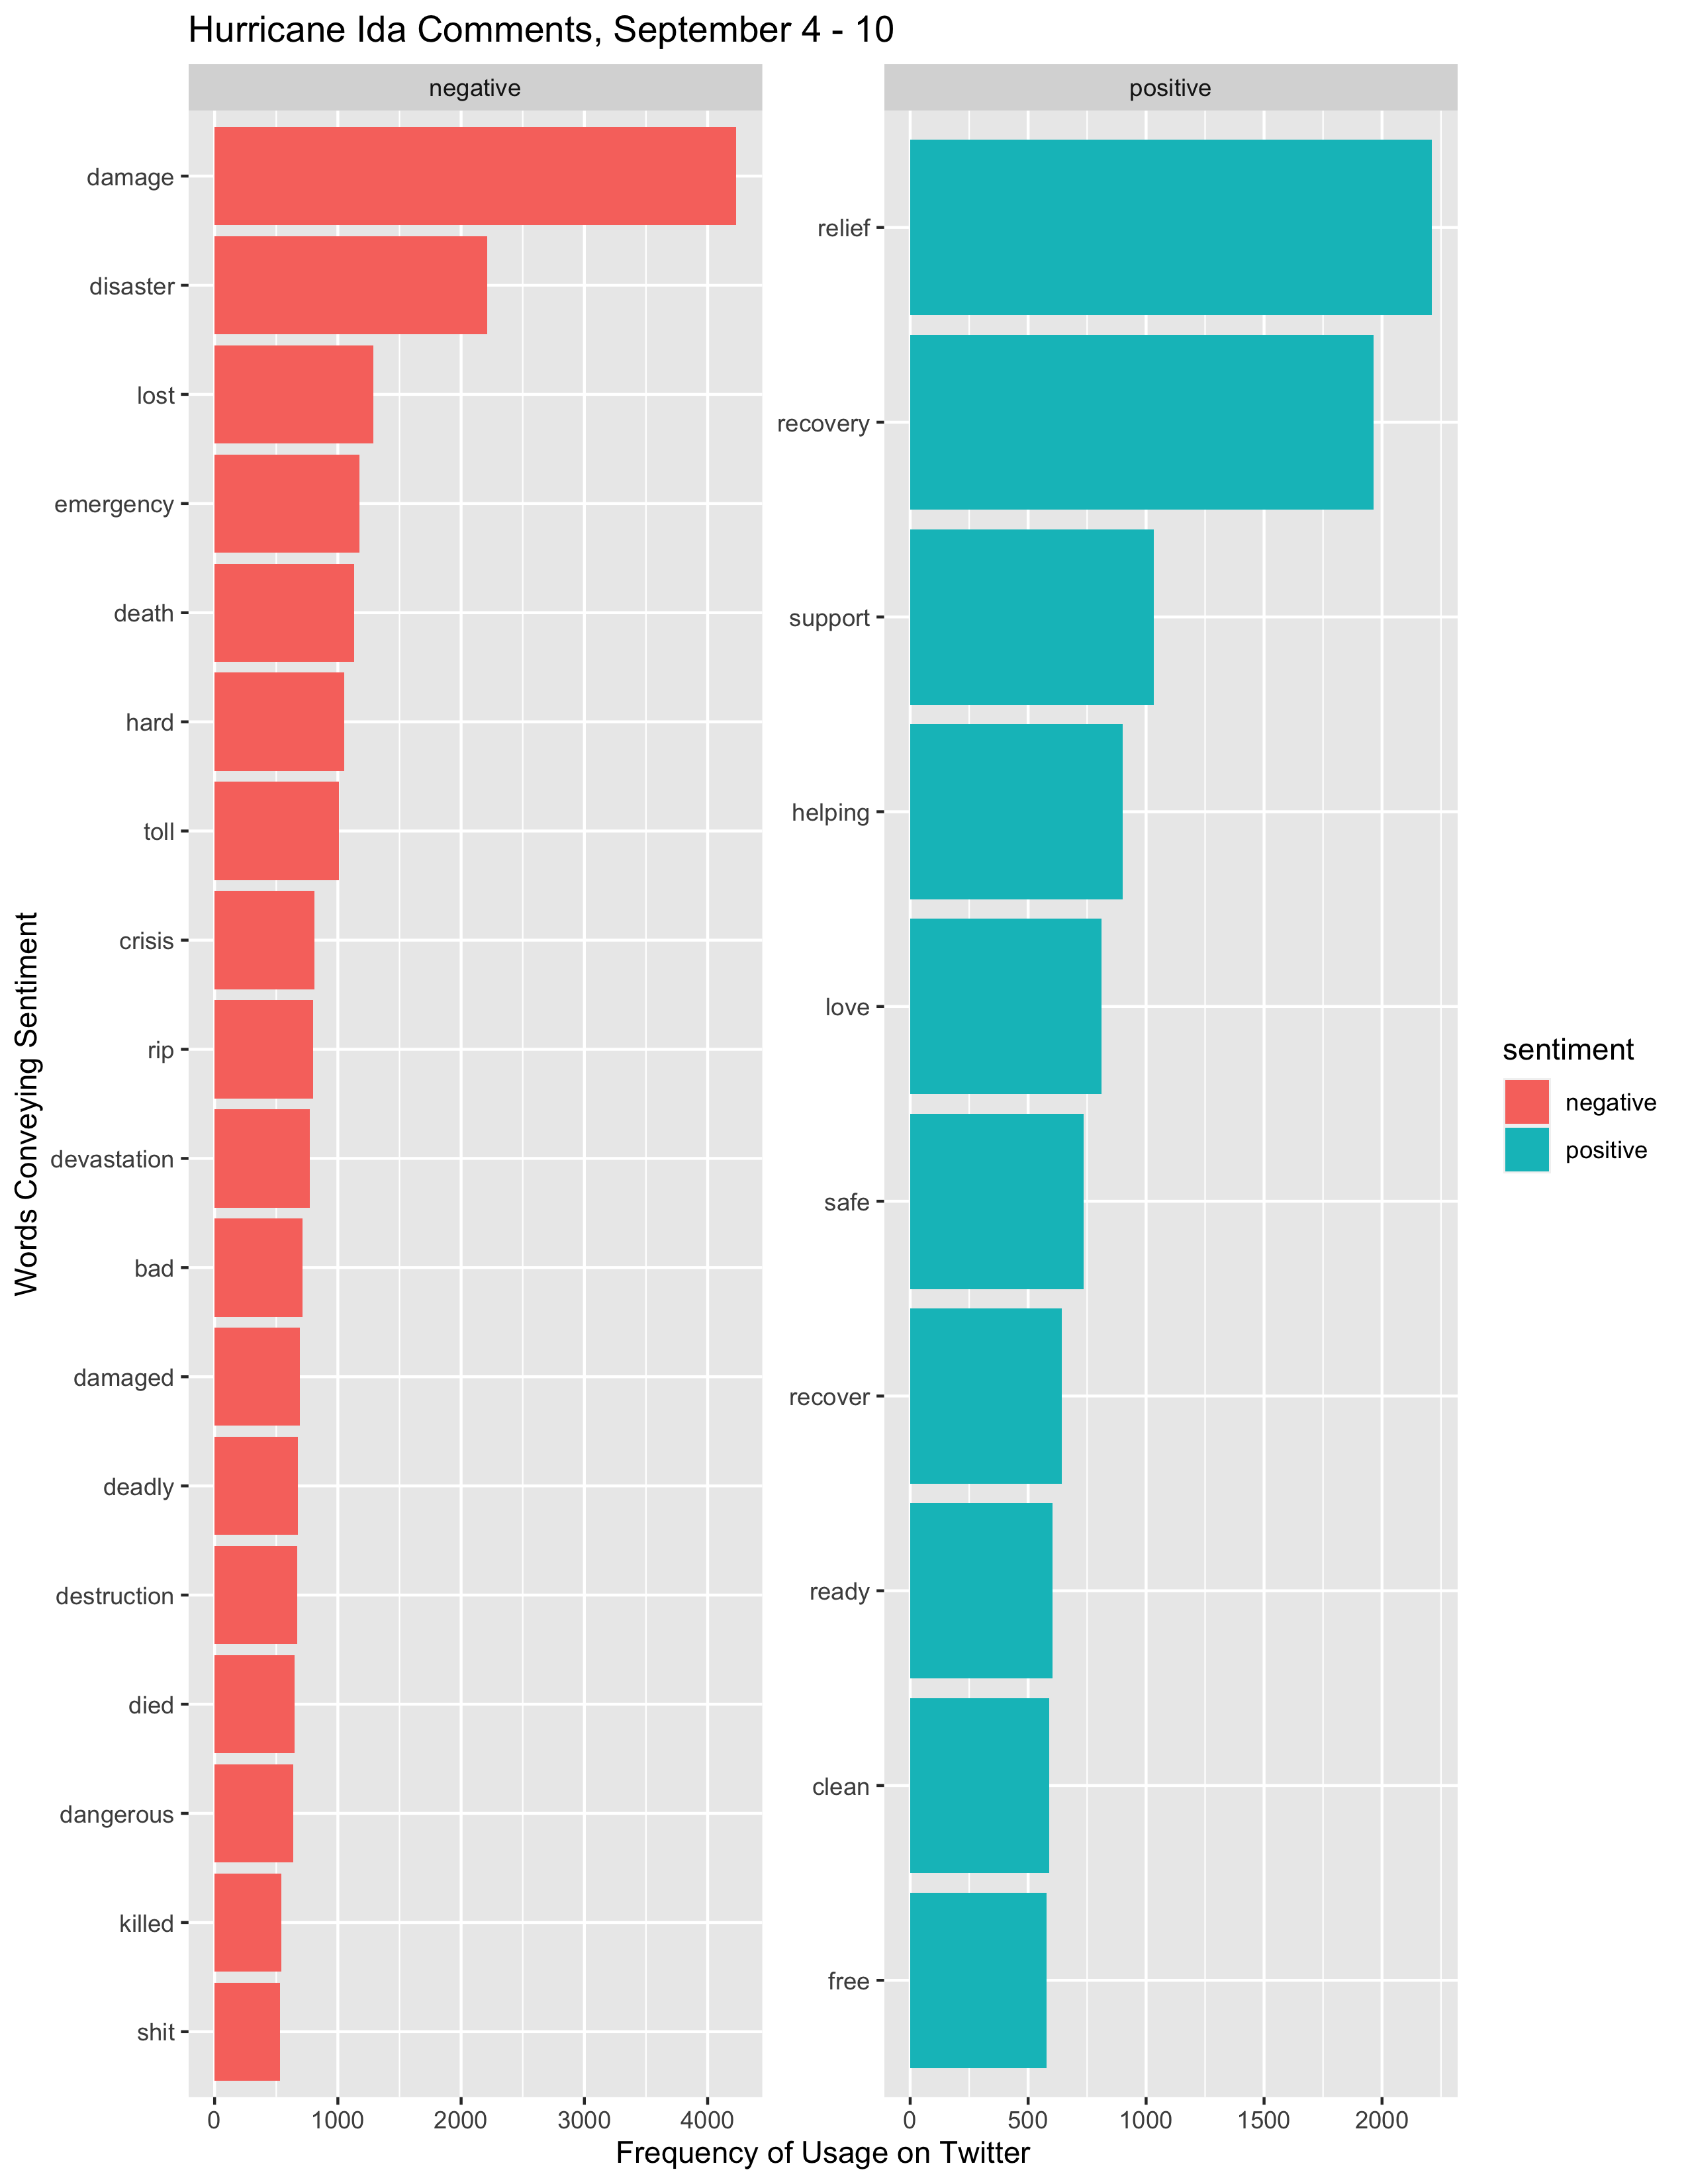 Hurricane Ida Comments, September 4 - 10
negative
damage
disaster
lost
emergency
death
hard
toll
crisis
rip
devastation
bad
damaged
deadly
destruction
died
dangerous
killed
shit
0 1000 2000 3000 4000
positive
relief
recovery
support
helping
love
safe
recover
ready
clean
free
0 500 1000 1500 2000
Words Conveying Sentiment
Frequency of Usage on Twitter
sentiment
negative
positive